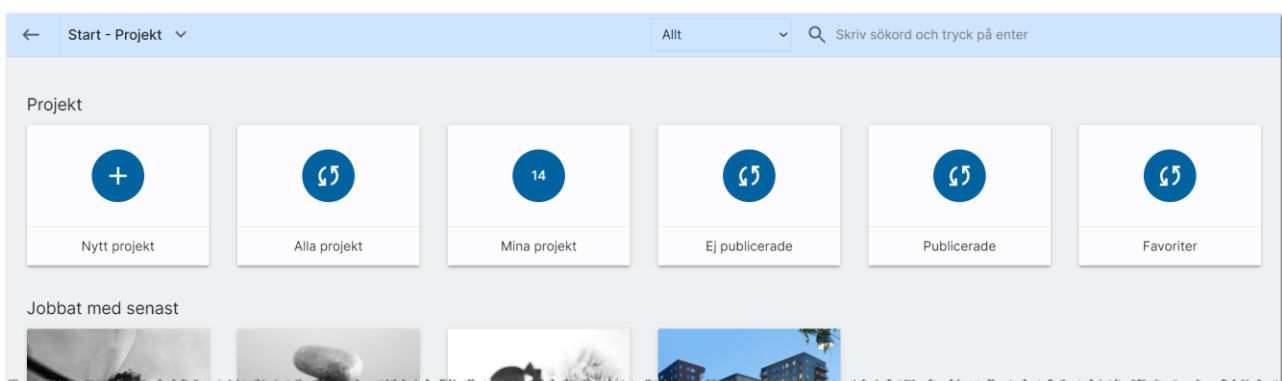 Start - Projekt
Allt
Skriv sökord och tryck på enter
Projekt
14
Nytt projekt
Alla projekt
Mina projekt
Ej publicerade
Publicerade
Favoriter
Jobbat med senast